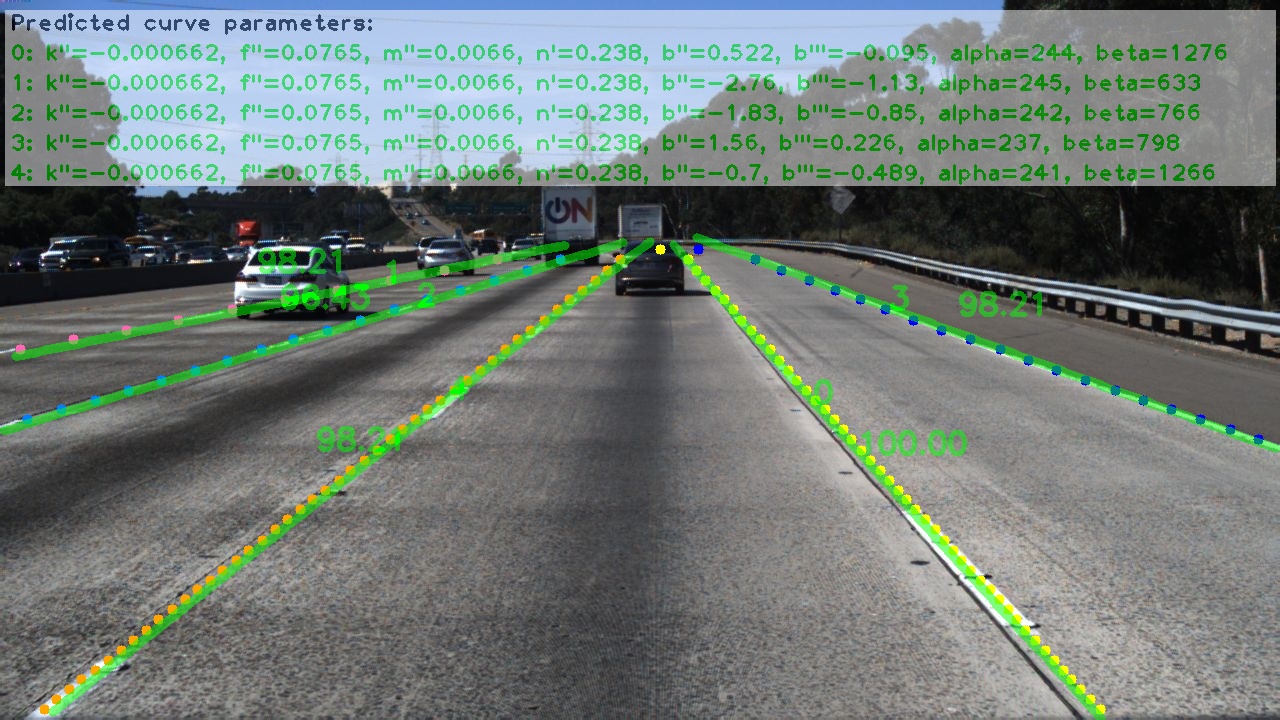 Predicted curve parameters:
0: k"=-0.000662, f"=0.0765, m"=0.0066, n'=0.238, b"=0.522, b'"=-0.095, alpha=244, beta=1276
1: k"=-0.000662, f"=0.0765, m"=0.0066, n'=0.238, b"=-2.76, b'"=-1.13, alpha=245, beta=633
2: k"=-0.000662, f"=0.0765, m"=0.0066, n'=0.238, b"=-1.83, b'"=-0.85, alpha=242, beta=766
3: k"=-0.000662, f"=0.0765, m"=0.0066, n'=0.238, b"=1.56, b'"=0.226, alpha=237, beta=798
4: k"=-0.000662, f"=0.0765, m"=0.0066, n'=0.238, b"=-0.7, b'"=-0.489, alpha=241, beta=1266
ON
98.21 1
96.43 2
3 98.21
0
98.21
100.00